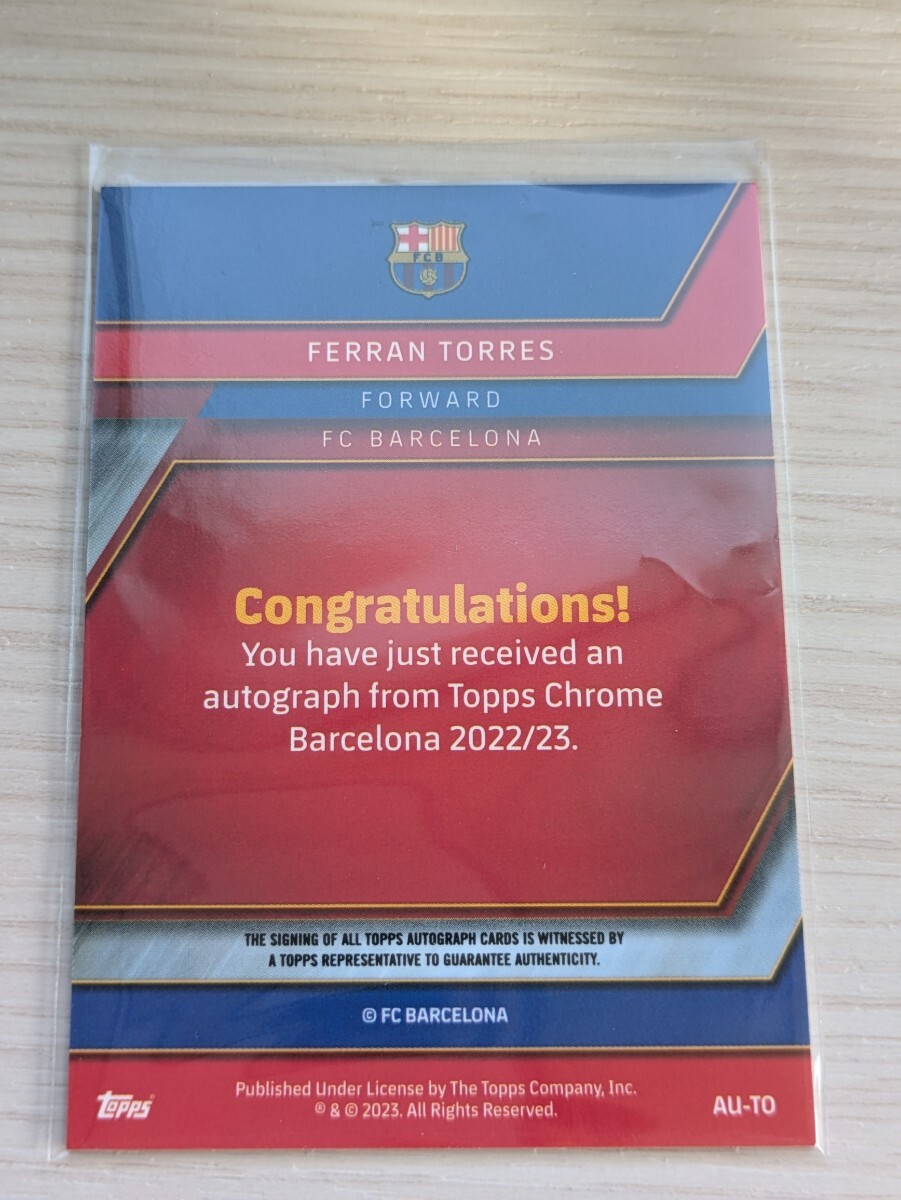 FCB
FERRAN TORRES
FORWARD
FC BARCELONA
Congratulations!
You have just received an
autograph from Topps Chrome
Barcelona 2022/23.
THE SIGNING OF ALL TOPPS AUTOGRAPH CARDS IS WITNESSED BY
A TOPPS REPRESENTATIVE TO GUARANTEE AUTHENTICITY.
© FC BARCELONA
Published Under License by The Topps Company, Inc.
® & © 2023. All Rights Reserved.
topps
AU-TO